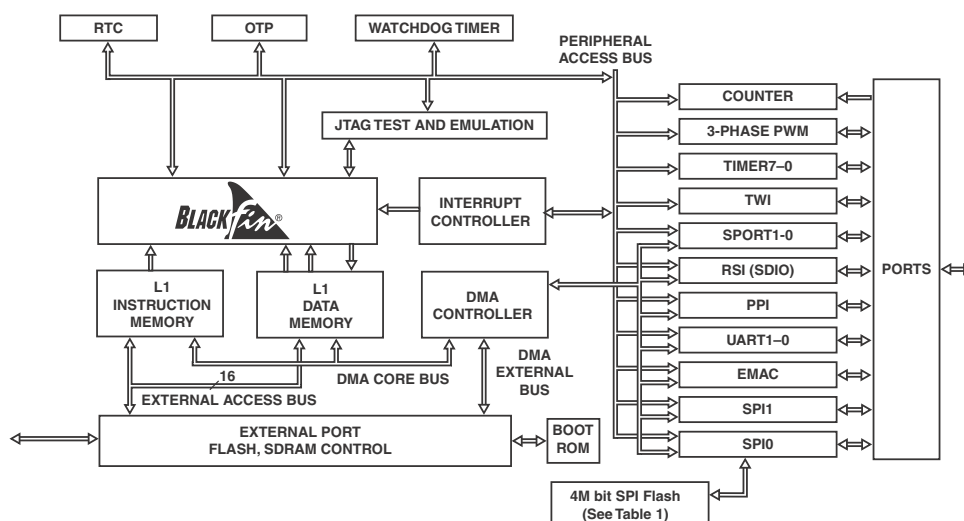 RTC
OTP
WATCHDOG TIMER
PERIPHERAL
ACCESS BUS
COUNTER
JTAG TEST AND EMULATION
3-PHASE PWM
TIMER7–0
BLACKfin®
INTERRUPT
CONTROLLER
TWI
SPORT1-0
RSI (SDIO)
PORTS
L1
INSTRUCTION
MEMORY
L1
DATA
MEMORY
DMA
CONTROLLER
PPI
UART1–0
16
DMA CORE BUS
EXTERNAL ACCESS BUS
DMA
EXTERNAL
BUS
EMAC
SPI1
EXTERNAL PORT
FLASH, SDRAM CONTROL
BOOT
ROM
SPI0
4M bit SPI Flash
(See Table 1)